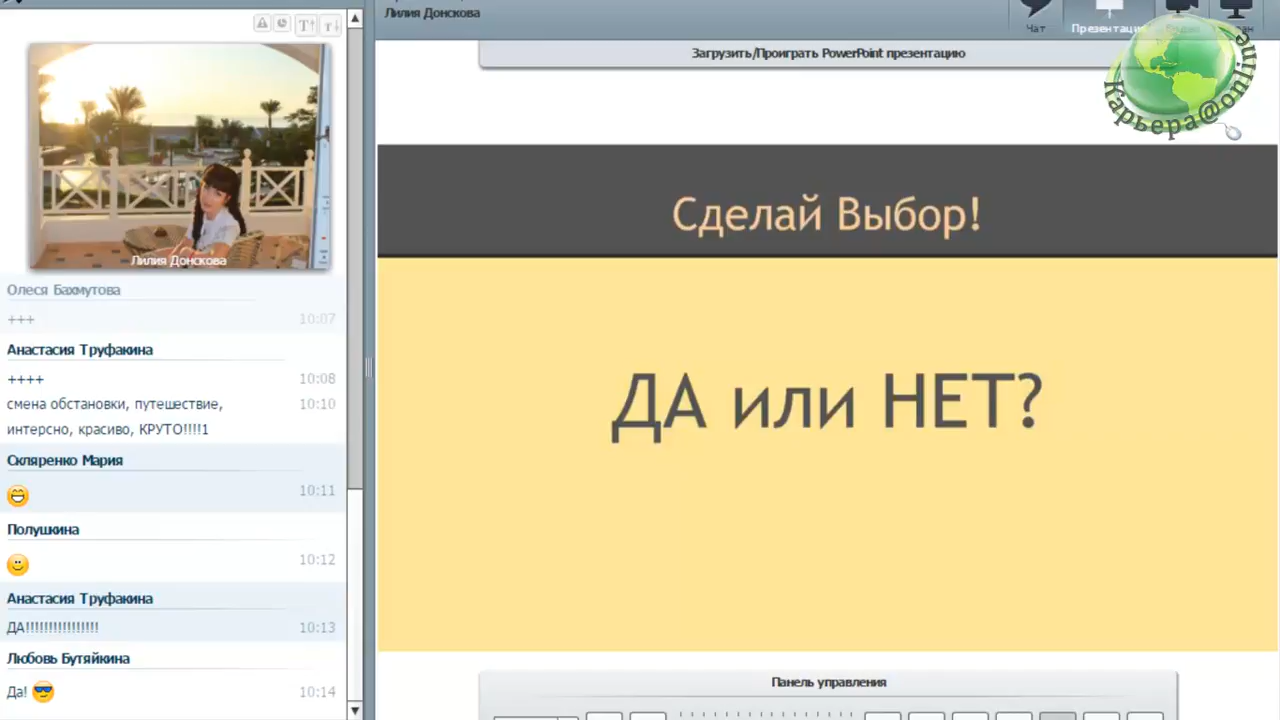 Лилия Донскова
Чат
Презентаци
Загрузить/Проиграть PowerPoint презентацию
Карьера@online
Лилия Донскова
Олеся Бахмутова
+++ 10:07
Анастасия Труфакина
++++ 10:08
смена обстановки, путешествие, 10:10
интерсно, красиво, КРУТО!!!!1
Скляренко Мария
10:11
Полушкина
10:12
Анастасия Труфакина
ДА!!!!!!!!!!!!!!!! 10:13
Любовь Бутяйкина
Да! 10:14
Сделай Выбор!
ДА или НЕТ?
Панель управления